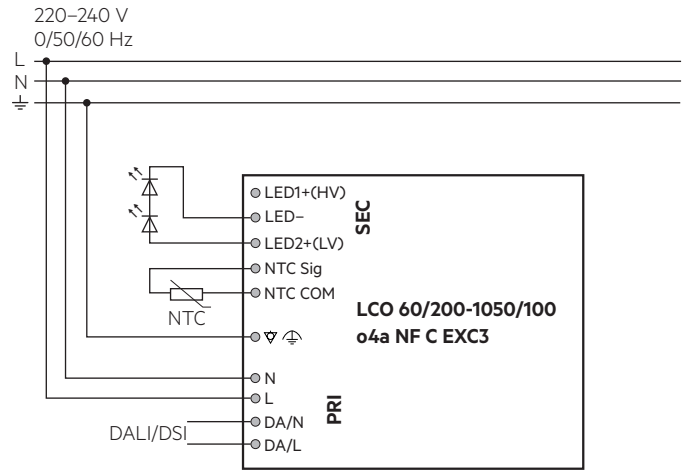 220–240 V
0/50/60 Hz
L
N
LED1+(HV)
LED–
LED2+(LV)
SEC
NTC Sig
NTC COM
NTC
LCO 60/200-1050/100
o4a NF C EXC3
N
L
PRI
DA/N
DALI/DSI
DA/L